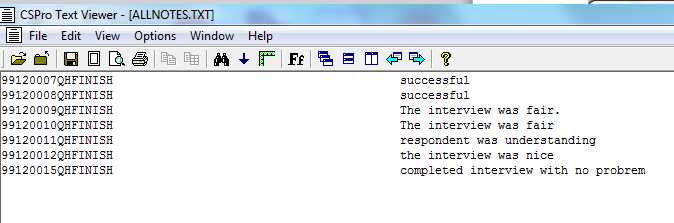 CSPro Text Viewer - [ALLNOTES.TXT]
File Edit View Options Window Help
Ff ?
99120007QHFINISH successful
99120008QHFINISH successful
99120009QHFINISH The interview was fair.
99120010QHFINISH The interview was fair
99120011QHFINISH respondent was understanding
99120012QHFINISH the interview was nice
99120015QHFINISH completed interview with no probrem